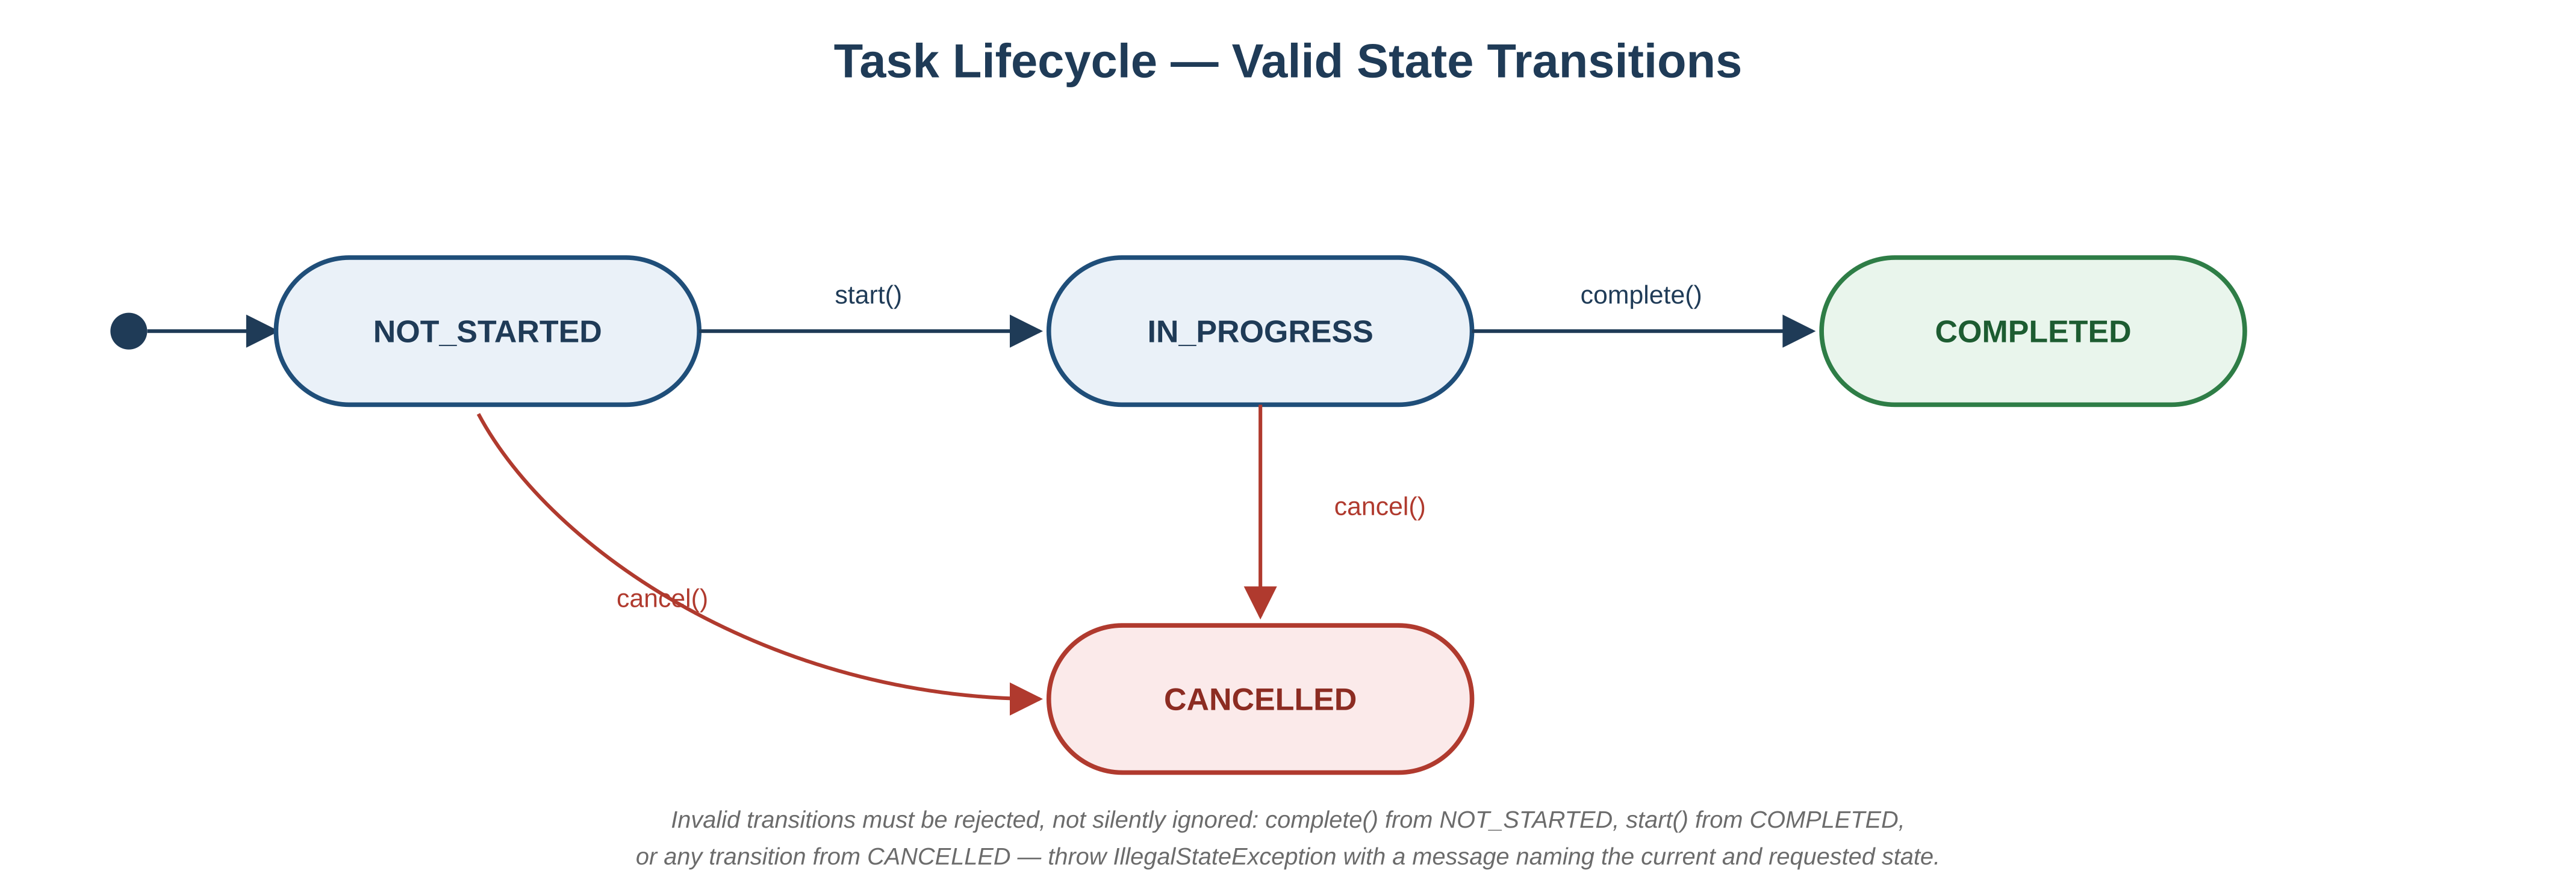 Task Lifecycle — Valid State Transitions
start()
complete()
NOT_STARTED
IN_PROGRESS
COMPLETED
cancel()
cancel()
CANCELLED
Invalid transitions must be rejected, not silently ignored: complete() from NOT_STARTED, start() from COMPLETED,
or any transition from CANCELLED — throw IllegalStateException with a message naming the current and requested state.